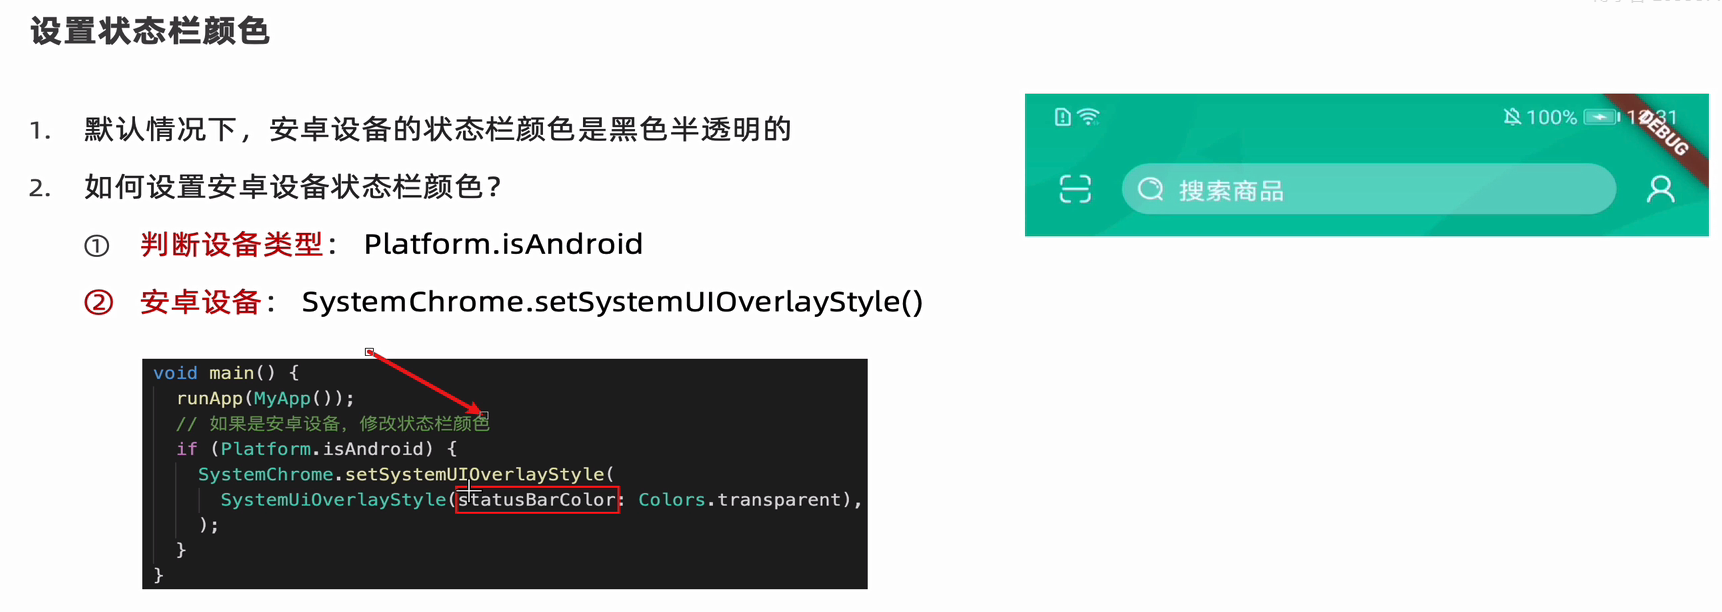 设置状态栏颜色
1. 默认情况下，安卓设备的状态栏颜色是黑色半透明的
2. 如何设置安卓设备状态栏颜色？
① 判断设备类型： Platform.isAndroid
② 安卓设备： SystemChrome.setSystemUIOverlayStyle()
void main() {
runApp(MyApp());
// 如果是安卓设备，修改状态栏颜色
if (Platform.isAndroid) {
SystemChrome.setSystemUIOverlayStyle(
SystemUiOverlayStyle(statusBarColor: Colors.transparent),
);
}
}
100%
DEBUG
搜索商品